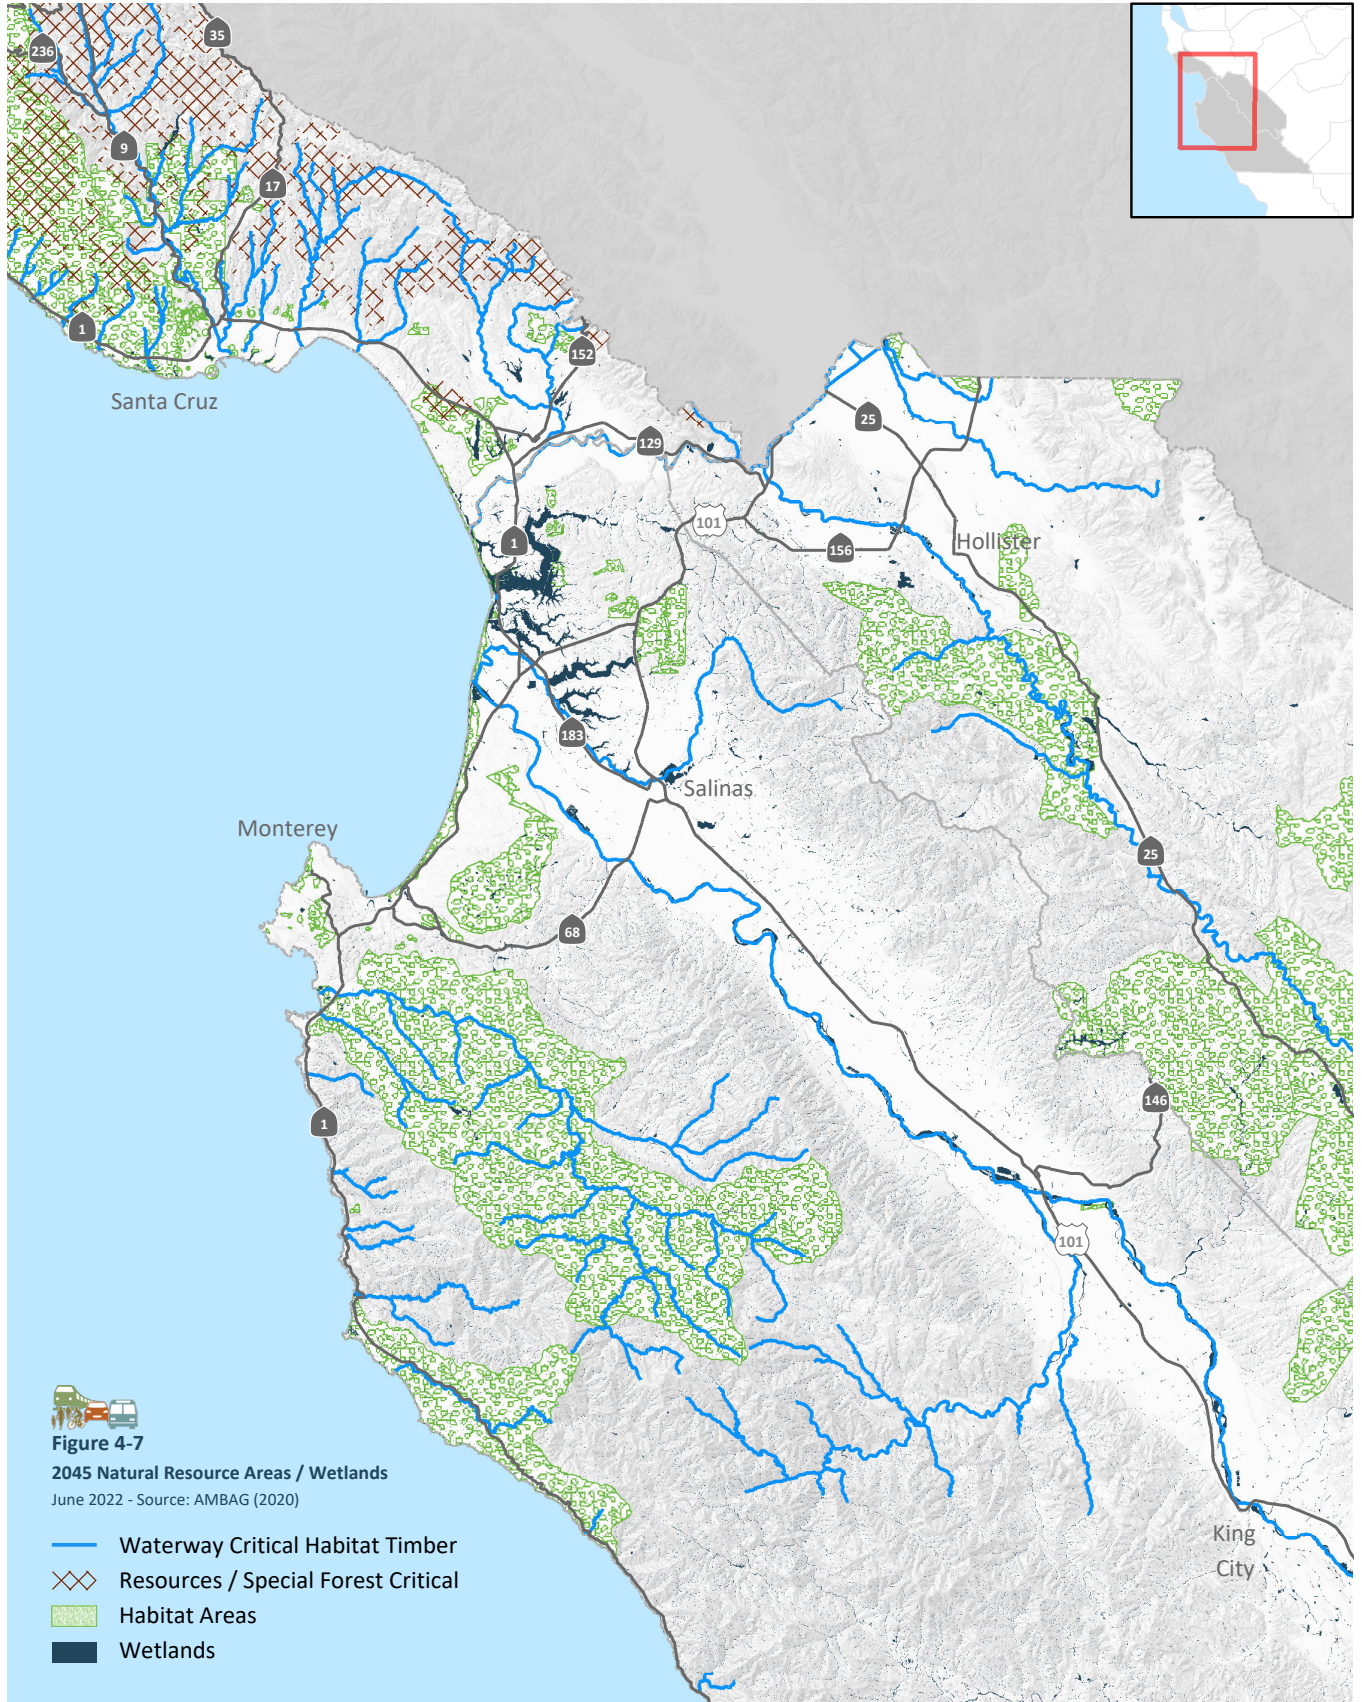 35
236
9
17
1
Santa Cruz
152
25
129
101
1
156
Hollister
183
Salinas
Monterey
25
68
146
1
101
Figure 4-7
2045 Natural Resource Areas / Wetlands
June 2022 - Source: AMBAG (2020)
Waterway Critical Habitat Timber
Resources / Special Forest Critical
Habitat Areas
Wetlands
King
City